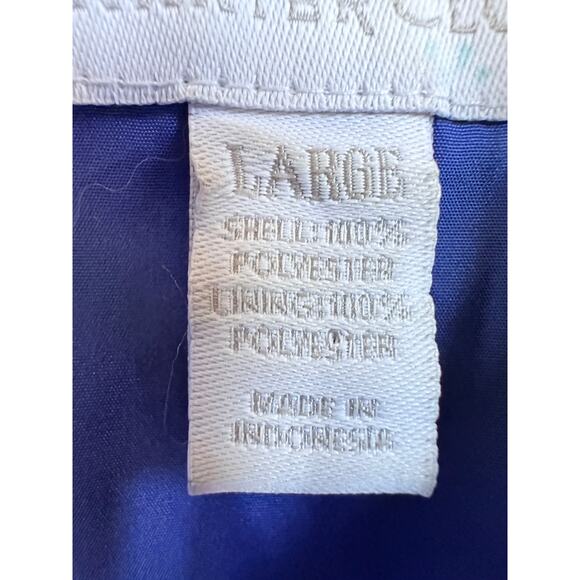 LARGE
SHELL: 100%
POLYESTER
LINING: 100%
POLYESTER
MADE IN
INDONESIA